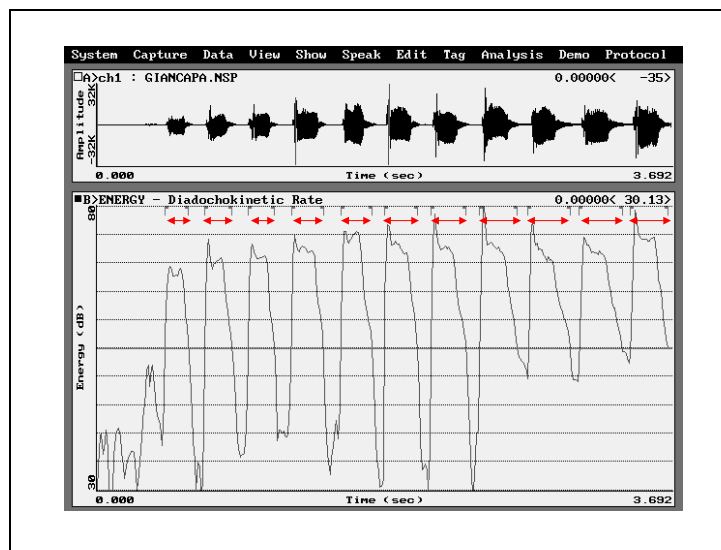 System Capture Data View Show Speak Edit Tag Analysis Demo Protocol
A>ch1 : GIANCAPA.NSP 0.00000< -35>
32K
Amplitude
-32K
0.000 Time (sec) 3.692
B>ENERGY - Diadochokinetic Rate 0.00000< 30.13>
80
Energy (dB)
30
0.000 Time (sec) 3.692